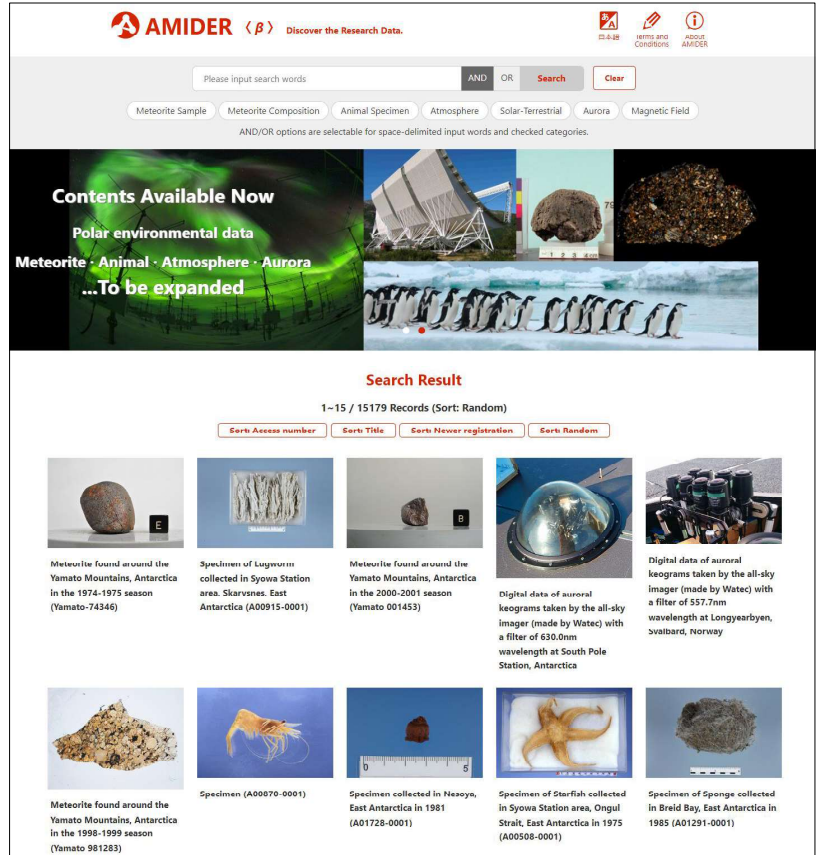 AMIDER 〈β〉 Discover the Research Data.
日本語
Terms and
Conditions
About
AMIDER
Please input search words
AND
OR
Search
Clear
Meteorite Sample
Meteorite Composition
Animal Specimen
Atmosphere
Solar-Terrestrial
Aurora
Magnetic Field
AND/OR options are selectable for space-delimited input words and checked categories.
Contents Available Now
Polar environmental data
Meteorite · Animal · Atmosphere · Aurora
...To be expanded
Search Result
1~15 / 15179 Records (Sort: Random)
Sort: Access number
Sort: Title
Sort: Newer registration
Sort: Random
E
Meteorite found around the
Yamato Mountains, Antarctica
in the 1974-1975 season
(Yamato-74346)
Specimen of Lugworm
collected in Syowa Station
area, Skarvsnes, East
Antarctica (A00915-0001)
B
Meteorite found around the
Yamato Mountains, Antarctica
in the 2000-2001 season
(Yamato 001453)
Digital data of auroral
keograms taken by the all-sky
imager (made by Watec) with
a filter of 630.0nm
wavelength at South Pole
Station, Antarctica
Digital data of auroral
keograms taken by the all-sky
imager (made by Watec) with
a filter of 557.7nm
wavelength at Longyearbyen,
Svalbard, Norway
Meteorite found around the
Yamato Mountains, Antarctica
in the 1998-1999 season
(Yamato 981283)
Specimen (A00870-0001)
0 5
Specimen collected in Nesoya,
East Antarctica in 1981
(A01728-0001)
Specimen of Starfish collected
in Syowa Station area, Ongul
Strait, East Antarctica in 1975
(A00508-0001)
Specimen of Sponge collected
in Breid Bay, East Antarctica in
1985 (A01291-0001)